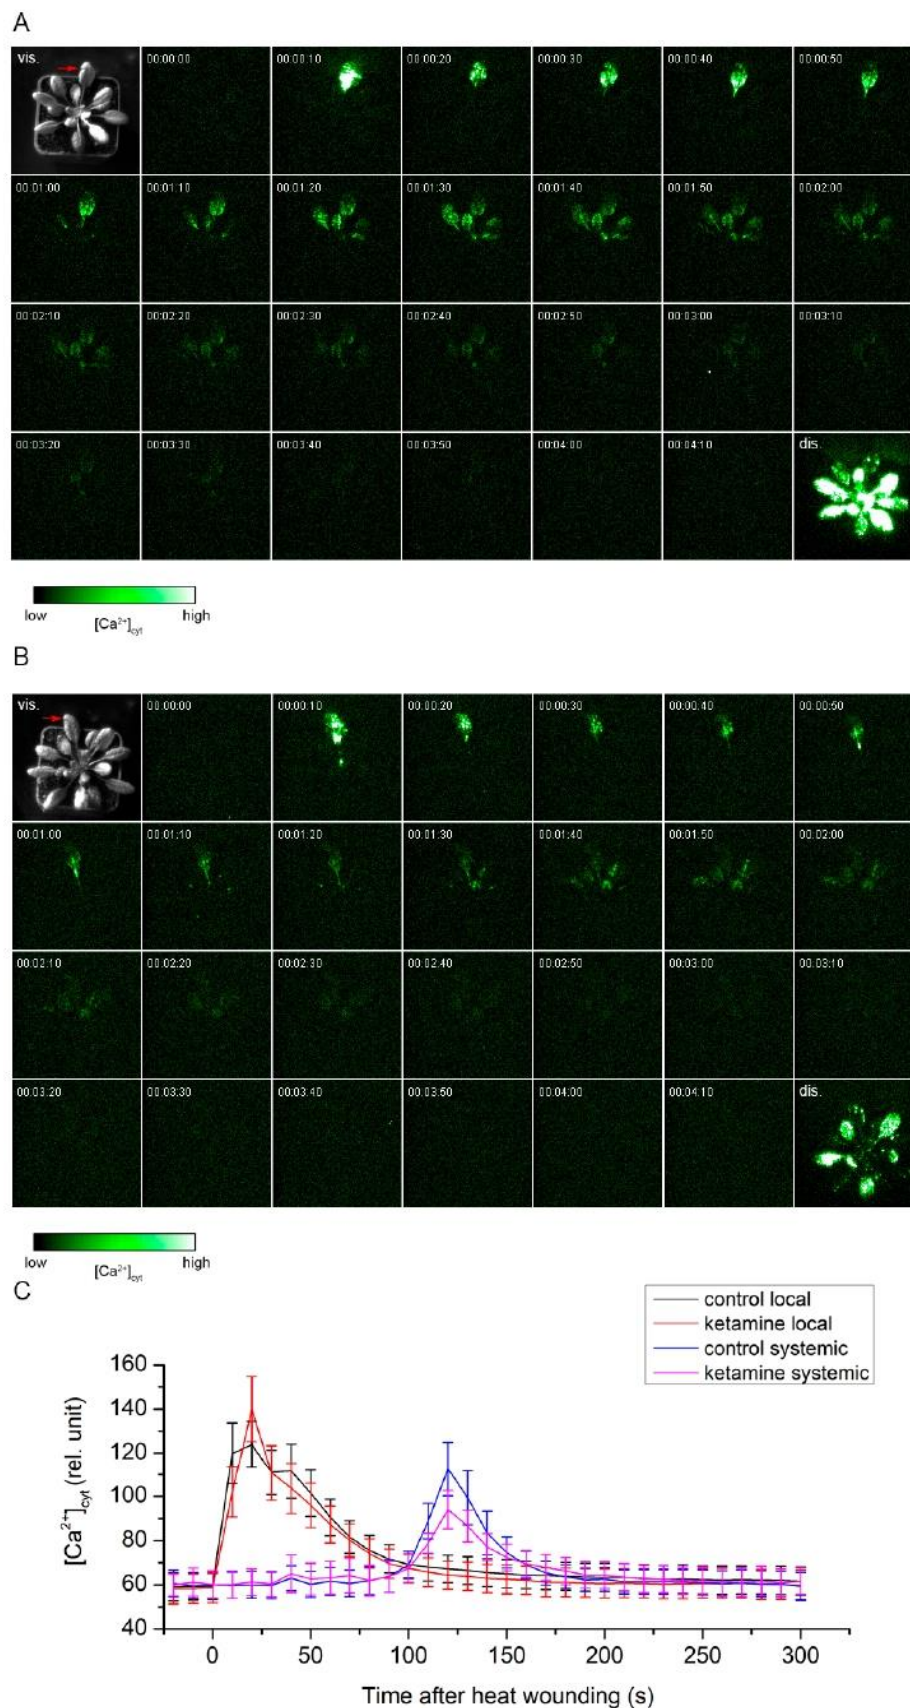 A
vis. 00:00:00 00:00:10 00:00:20 00:00:30 00:00:40 00:00:50
00:01:00 00:01:10 00:01:20 00:01:30 00:01:40 00:01:50 00:02:00
00:02:10 00:02:20 00:02:30 00:02:40 00:02:50 00:03:00 00:03:10
00:03:20 00:03:30 00:03:40 00:03:50 00:04:00 00:04:10 dis.
low high
[Ca²⁺]cyt
B
vis. 00:00:00 00:00:10 00:00:20 00:00:30 00:00:40 00:00:50
00:01:00 00:01:10 00:01:20 00:01:30 00:01:40 00:01:50 00:02:00
00:02:10 00:02:20 00:02:30 00:02:40 00:02:50 00:03:00 00:03:10
00:03:20 00:03:30 00:03:40 00:03:50 00:04:00 00:04:10 dis.
low high
[Ca²⁺]cyt
C
control local
ketamine local
control systemic
ketamine systemic
160
140
120
100
80
60
40
[Ca²⁺]cyt (rel. unit)
0 50 100 150 200 250 300
Time after heat wounding (s)